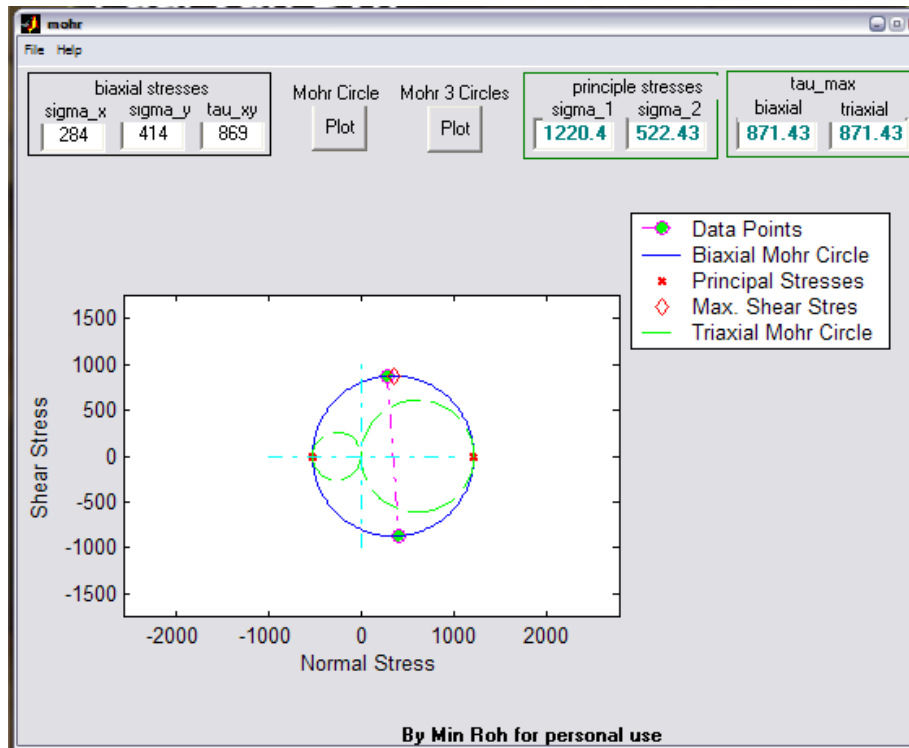 mohr
File Help
biaxial stresses
sigma_x sigma_y tau_xy
284 414 869
Mohr Circle Mohr 3 Circles
Plot Plot
principle stresses
sigma_1 sigma_2
1220.4 522.43
tau_max
biaxial triaxial
871.43 871.43
Data Points
Biaxial Mohr Circle
Principal Stresses
Max. Shear Stres
Triaxial Mohr Circle
Shear Stress
1500
1000
500
0
-500
-1000
-1500
-2000 -1000 0 1000 2000
Normal Stress
By Min Roh for personal use